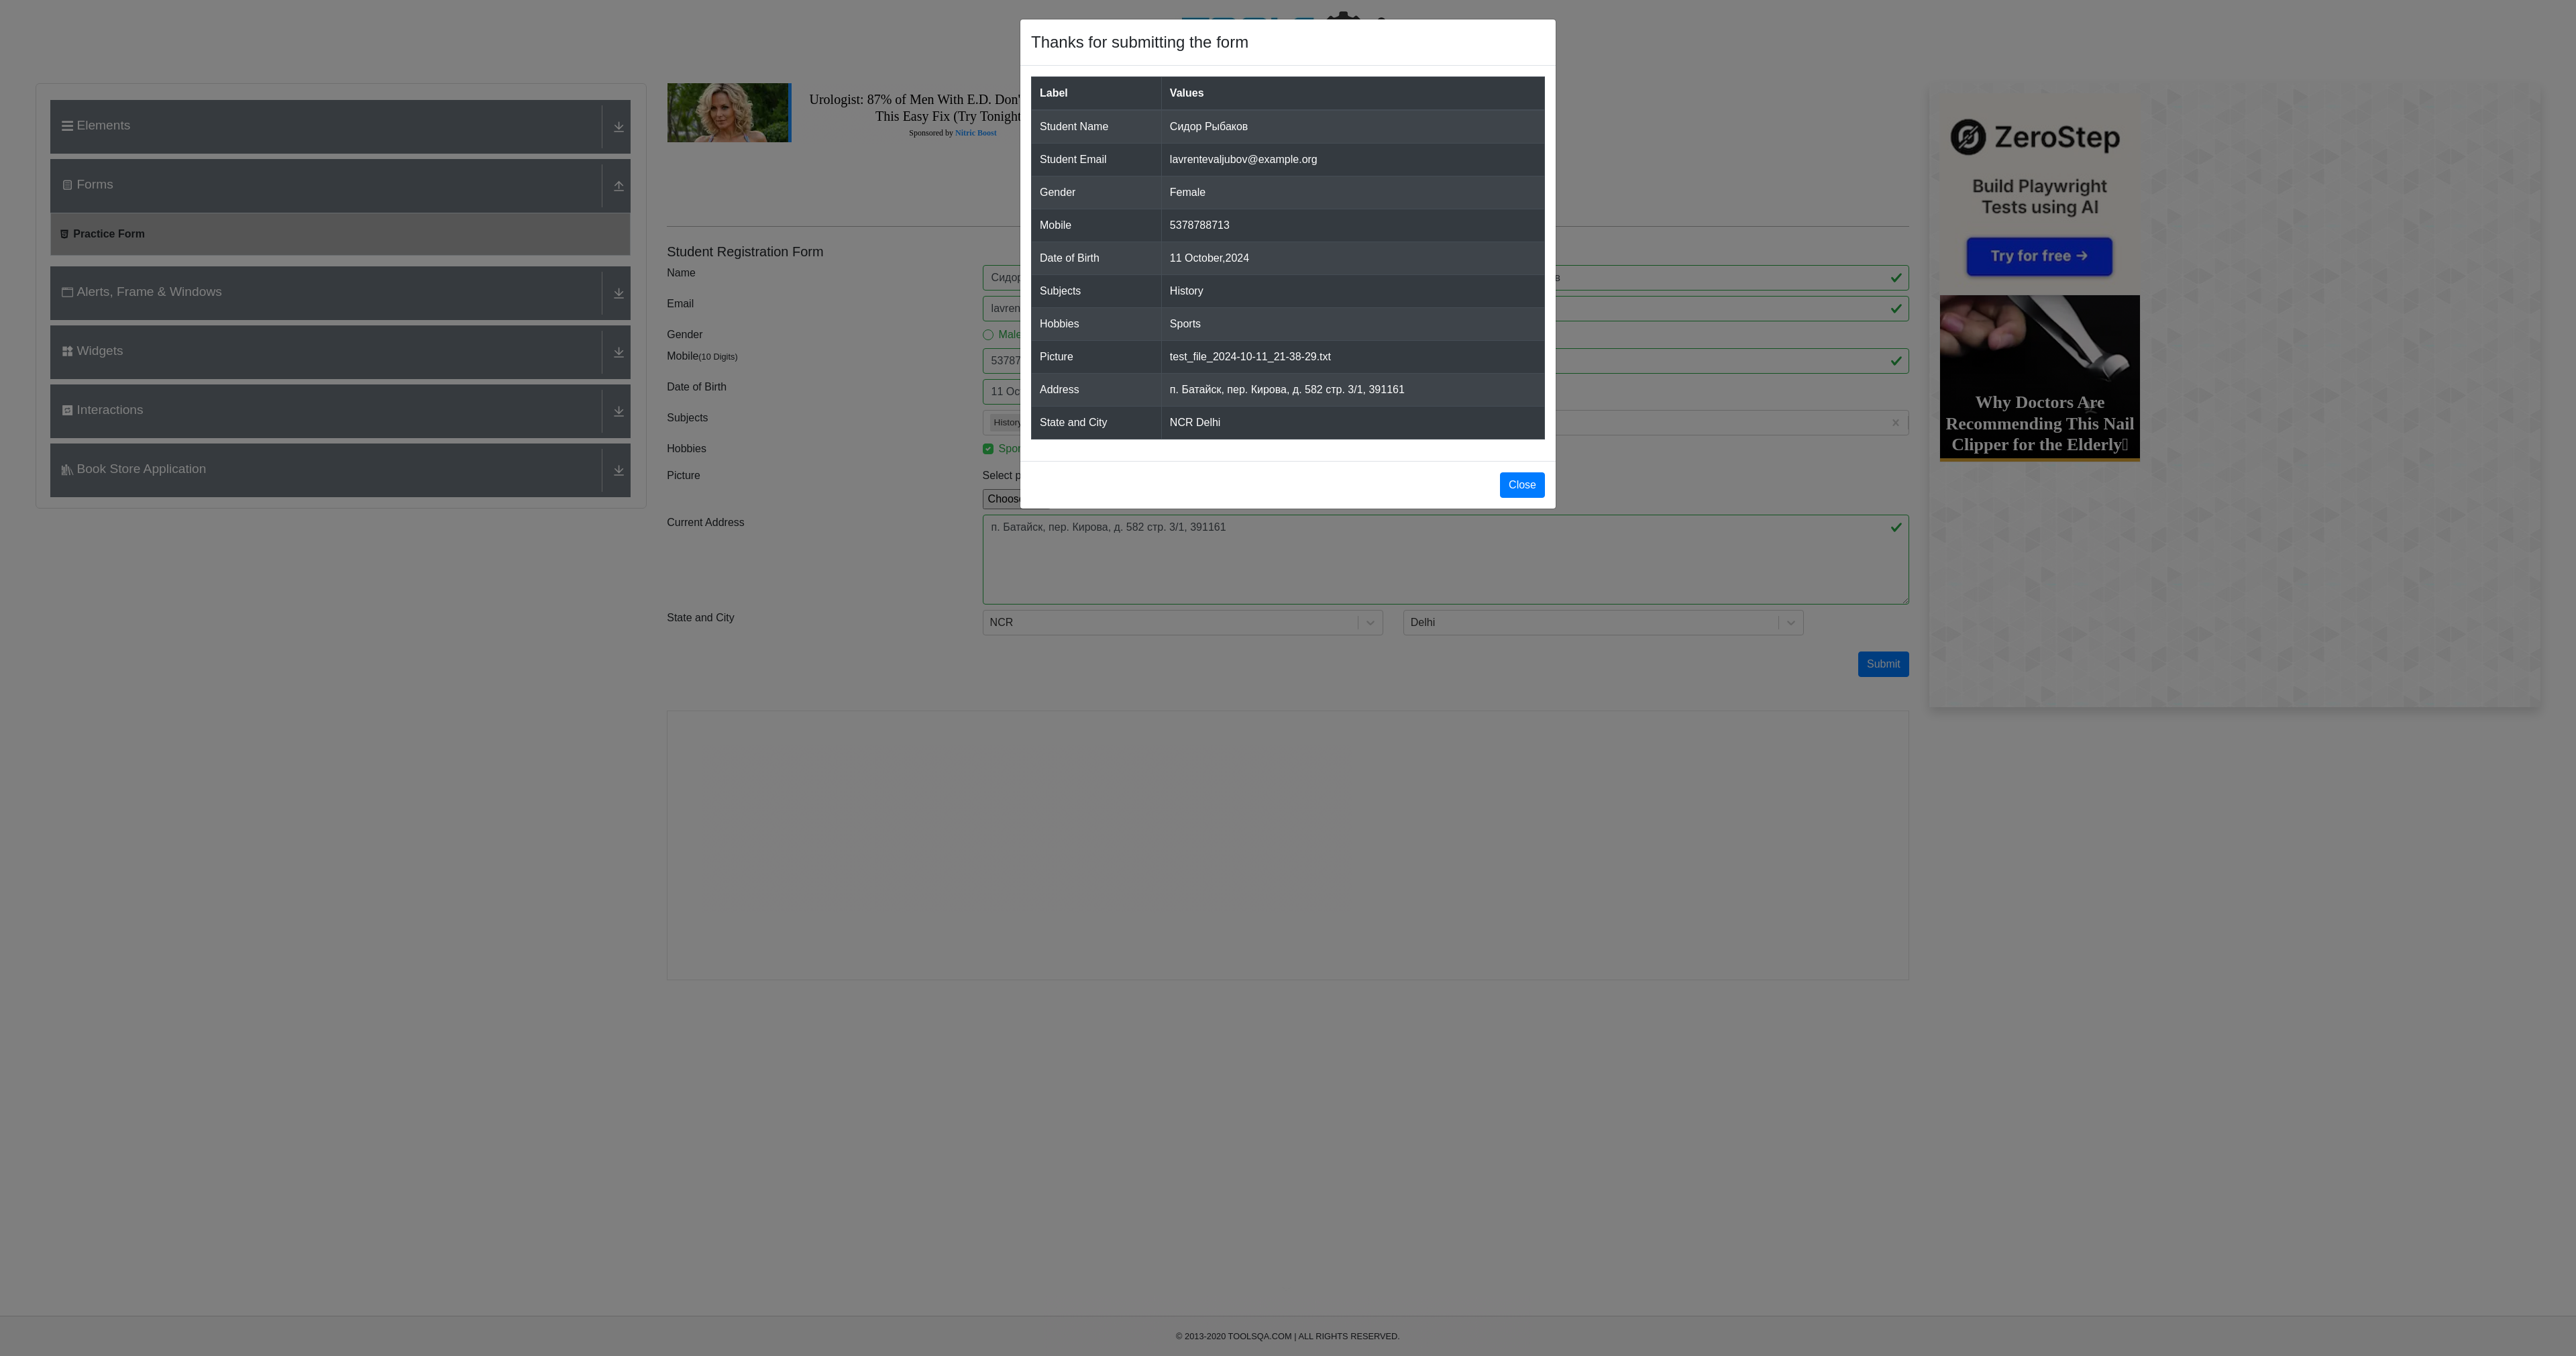 Thanks for submitting the form
Label Values
Student Name Сидор Рыбаков
Student Email lavrentevaljubov@example.org
Gender Female
Mobile 5378788713
Date of Birth 11 October,2024
Subjects History
Hobbies Sports
Picture test_file_2024-10-11_21-38-29.txt
Address п. Батайск, пер. Кирова, д. 582 стр. 3/1, 391161
State and City NCR Delhi
Close
Elements
Forms
Practice Form
Alerts, Frame & Windows
Widgets
Interactions
Book Store Application
Urologist: 87% of Men With E.D. Don'
This Easy Fix (Try Tonight
Sponsored by Nitric Boost
Student Registration Form
Name
Email
Gender Male
Mobile(10 Digits) 53787
Date of Birth 11 Oc
Subjects History
Hobbies Spor
Picture Select p
Choos
Current Address п. Батайск, пер. Кирова, д. 582 стр. 3/1, 391161
State and City NCR Delhi
Submit
ZeroStep
Build Playwright
Tests using AI
Try for free →
Why Doctors Are
Recommending This Nail
Clipper for the Elderly
© 2013-2020 TOOLSQA.COM | ALL RIGHTS RESERVED.